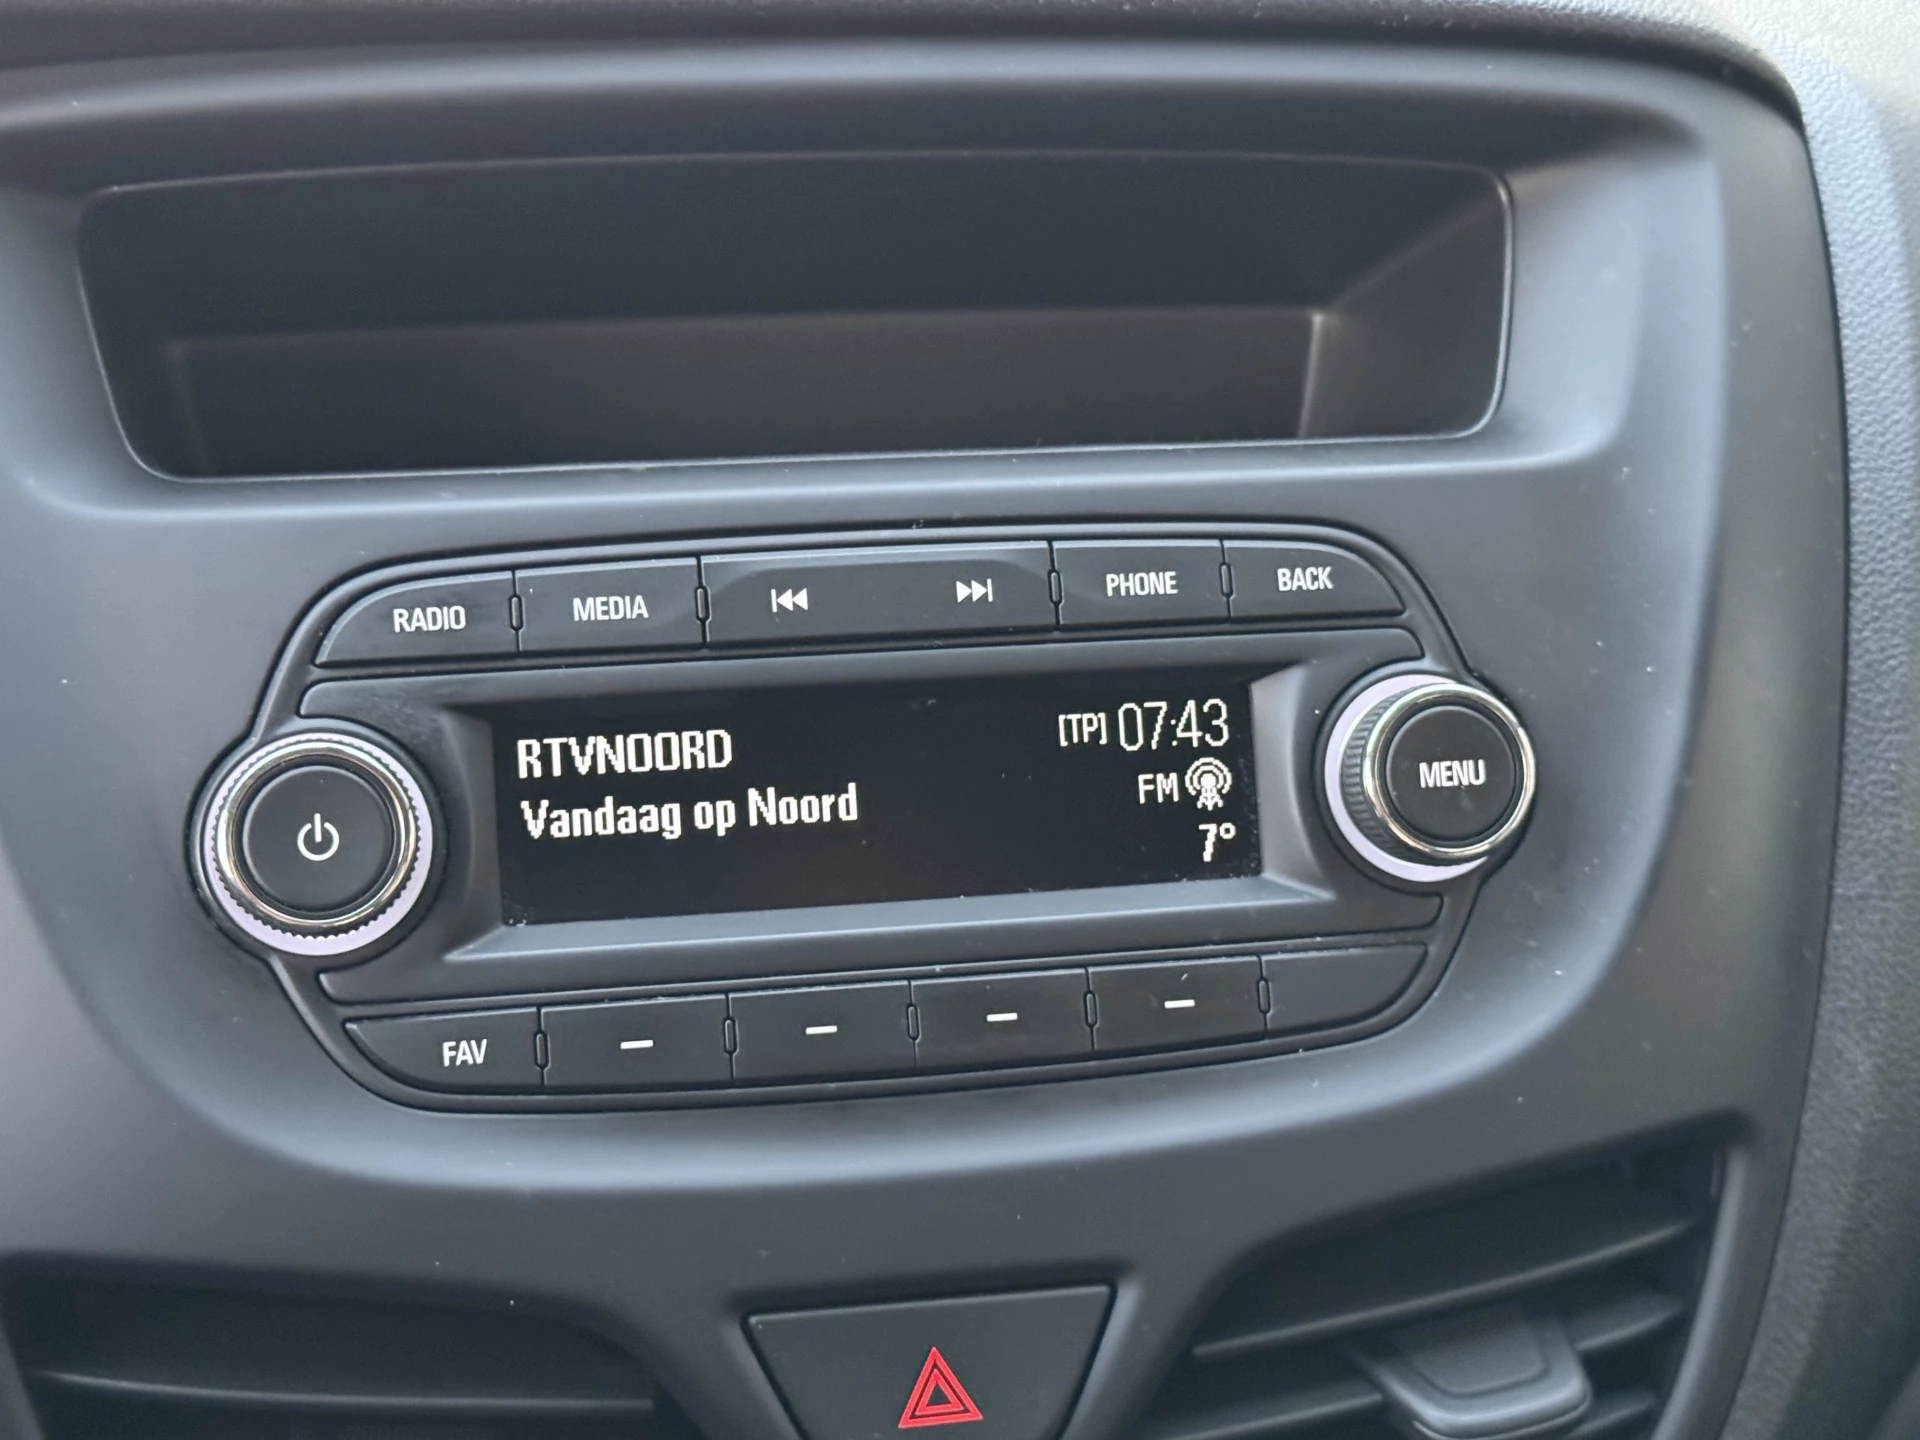 RADIO MEDIA PHONE BACK
RTVNOORD [TP] 07:43
Vandaag op Noord FM
7°
MENU
FAV